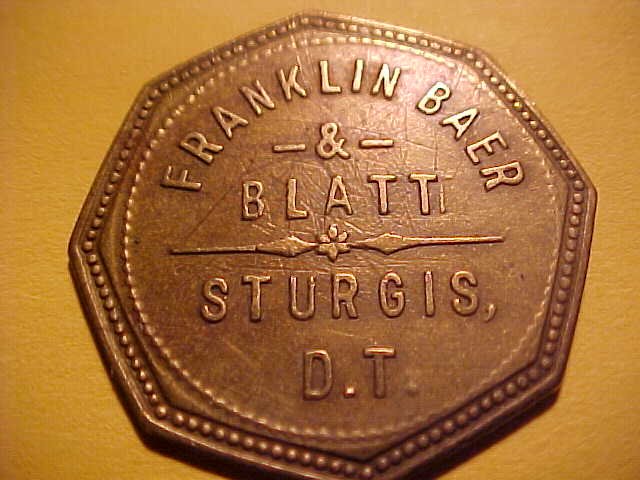 FRANKLIN BAER
- & -
BLATT
STURGIS,
D.T.